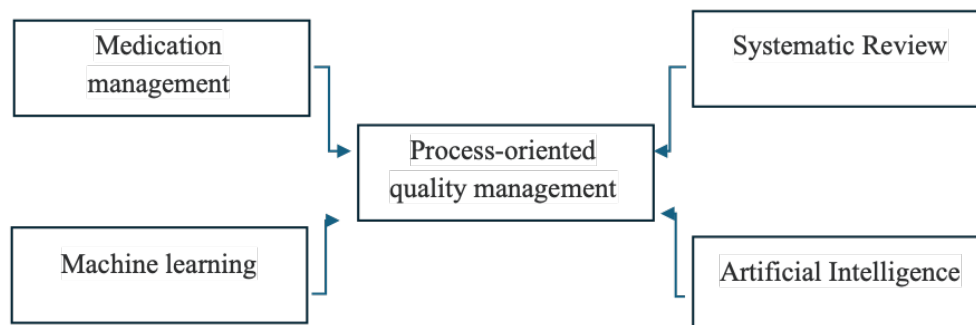 Medication
management
Systematic Review
Process-oriented
quality management
Machine learning
Artificial Intelligence